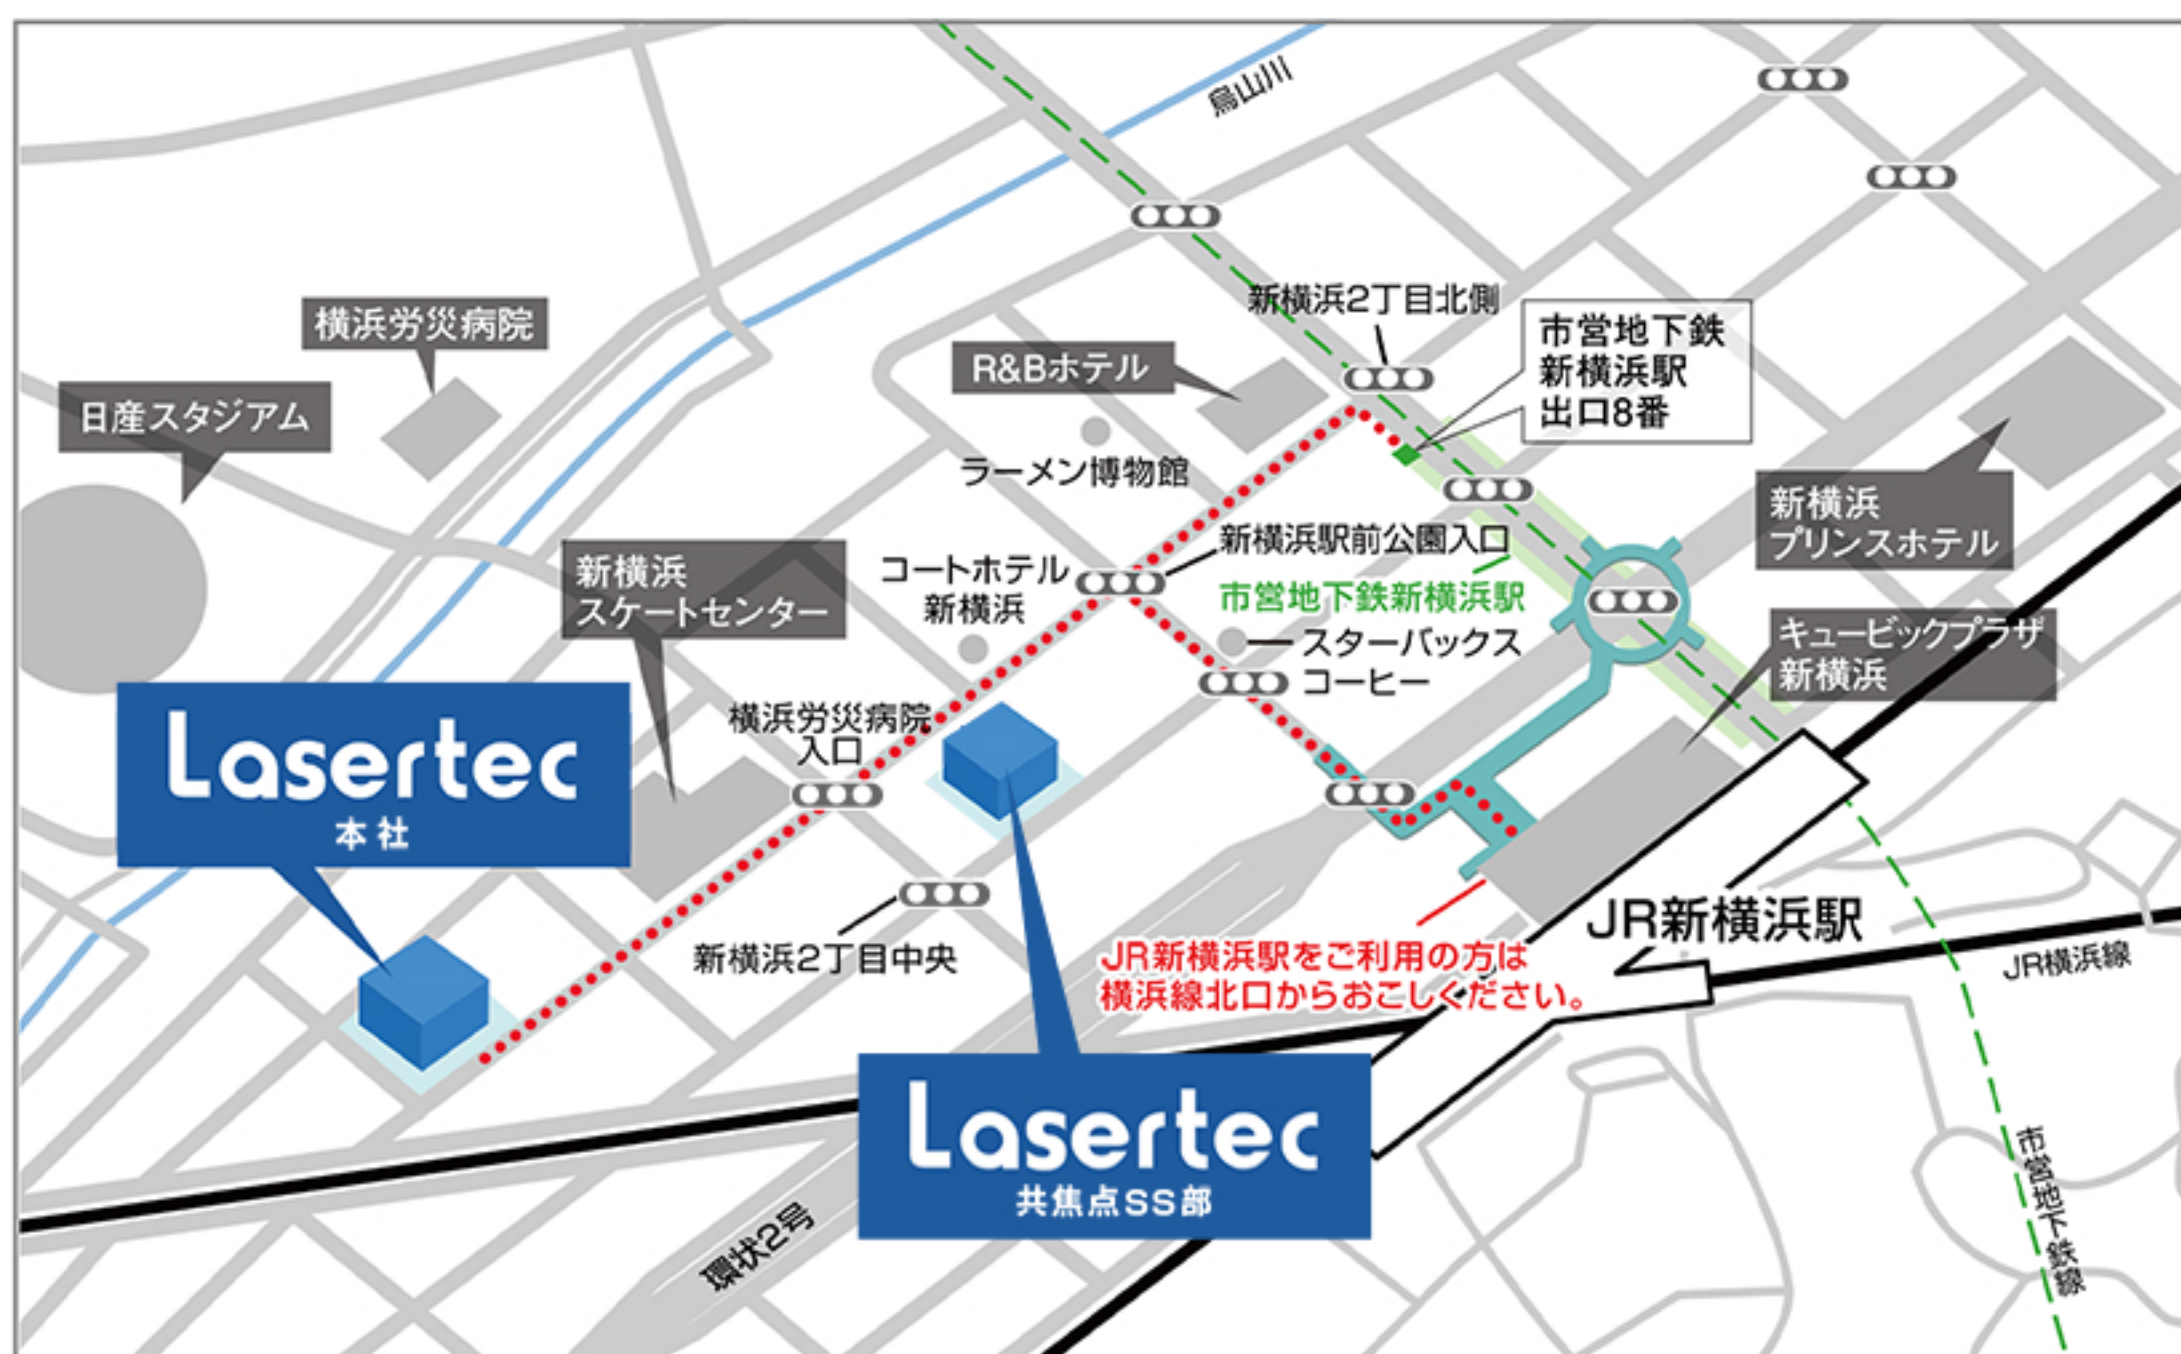 鳥山川
新横浜2丁目北側
横浜労災病院
市営地下鉄
新横浜駅
出口8番
R&Bホテル
日産スタジアム
ラーメン博物館
新横浜
プリンスホテル
新横浜駅前公園入口
コートホテル
新横浜
新横浜
スケートセンター
市営地下鉄新横浜駅
スターバックス
コーヒー
キュービックプラザ
新横浜
横浜労災病院
入口
Lasertec
本社
新横浜2丁目中央
JR新横浜駅
JR新横浜駅をご利用の方は
横浜線北口からおこしください。
JR横浜線
Lasertec
共焦点SS部
市営地下鉄線
環状2号